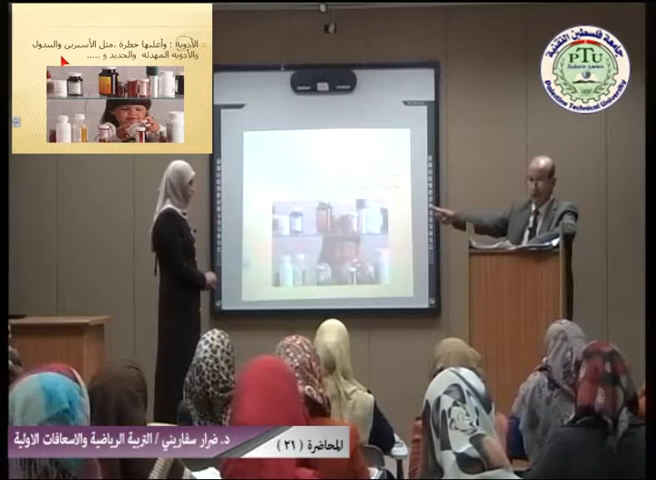 الأدوية : وأغلبها خطرة ،مثل الأسبرين والبندول
والأدوية المهدئة والحديد و .....
جامعة فلسطين التقنية
PTU
Palestine Technical University
د. ضرار سفاريني / التربية الرياضية والاسعافات الاولية
المحاضرة ( ٢١ )